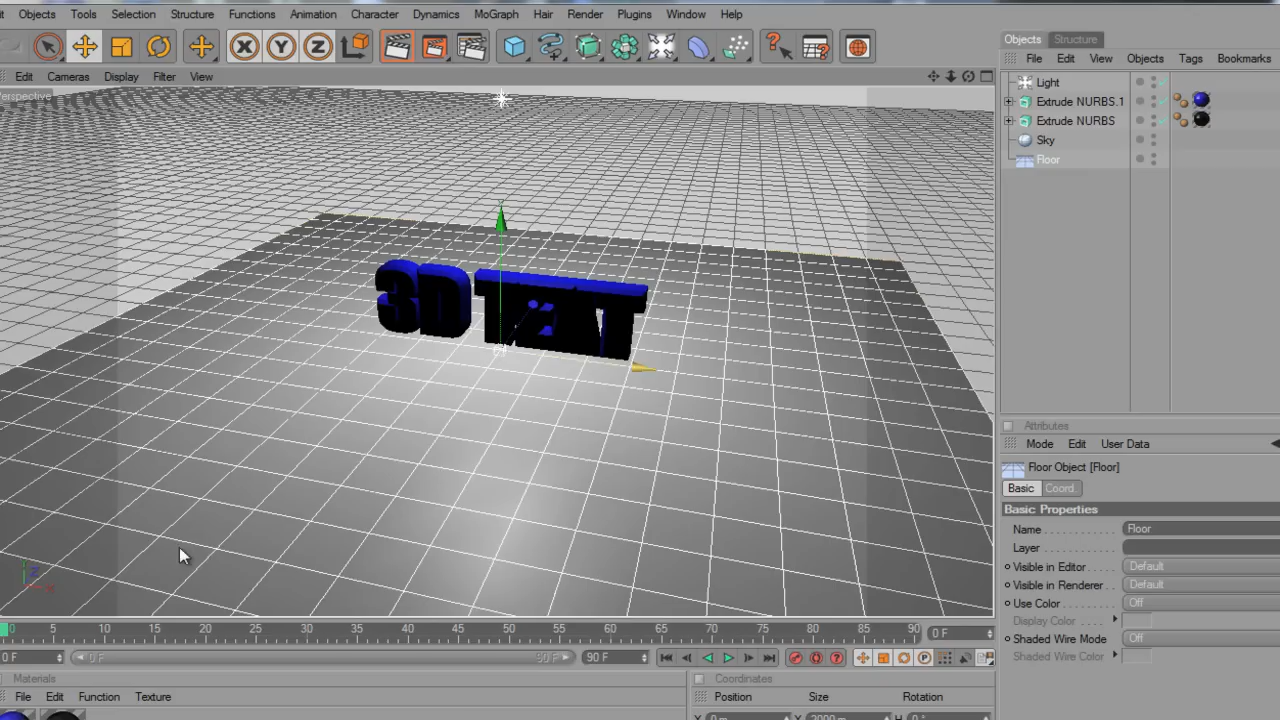 Objects Tools Selection Structure Functions Animation Character Dynamics MoGraph Hair Render Plugins Window Help
X Y Z
Edit Cameras Display Filter View
Perspective
3D TEXT
Objects Structure
File Edit View Objects Tags Bookmarks
Light
Extrude NURBS.1
Extrude NURBS
Sky
Floor
Attributes
Mode Edit User Data
Floor Object [Floor]
Basic Coord.
Basic Properties
Name Floor
Layer
Visible in Editor Default
Visible in Renderer Default
Use Color Off
Display Color
Shaded Wire Mode Off
Shaded Wire Color
0 5 10 15 20 25 30 35 40 45 50 55 60 65 70 75 80 85 90 0 F
0 F 0 F 90 F 90 F
Materials
File Edit Function Texture
Coordinates
Position Size Rotation
X 0 m X 2000 m H 0 °